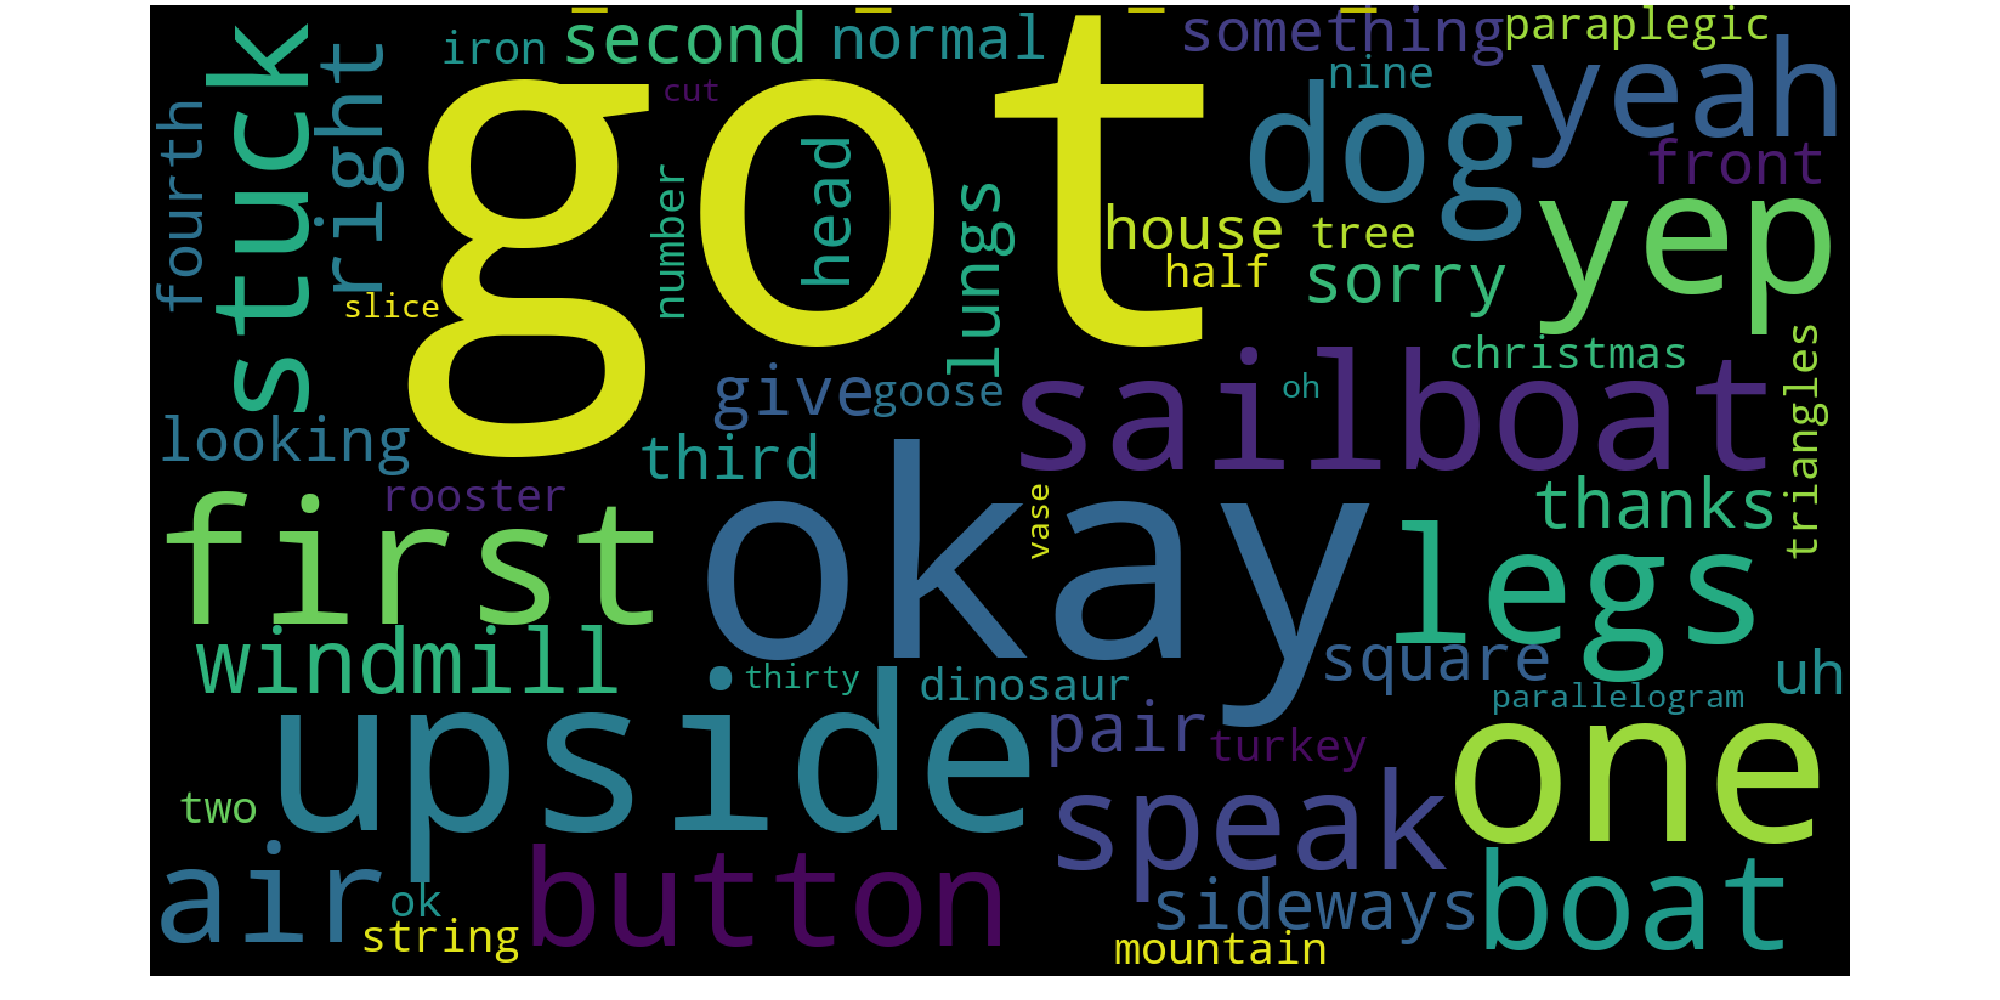 got
okay
upside
sailboat
first
one
dog
yep
yeah
stuck
legs
button
speak
boat
air
windmill
right
second
normal
something
paraplegic
iron
cut
nine
front
fourth
number
head
lungs
house
tree
half
sorry
slice
christmas
triangles
give
goose
oh
looking
third
rooster
vase
thanks
square
uh
thirty
dinosaur
parallelogram
pair
turkey
two
ok
string
sideways
mountain